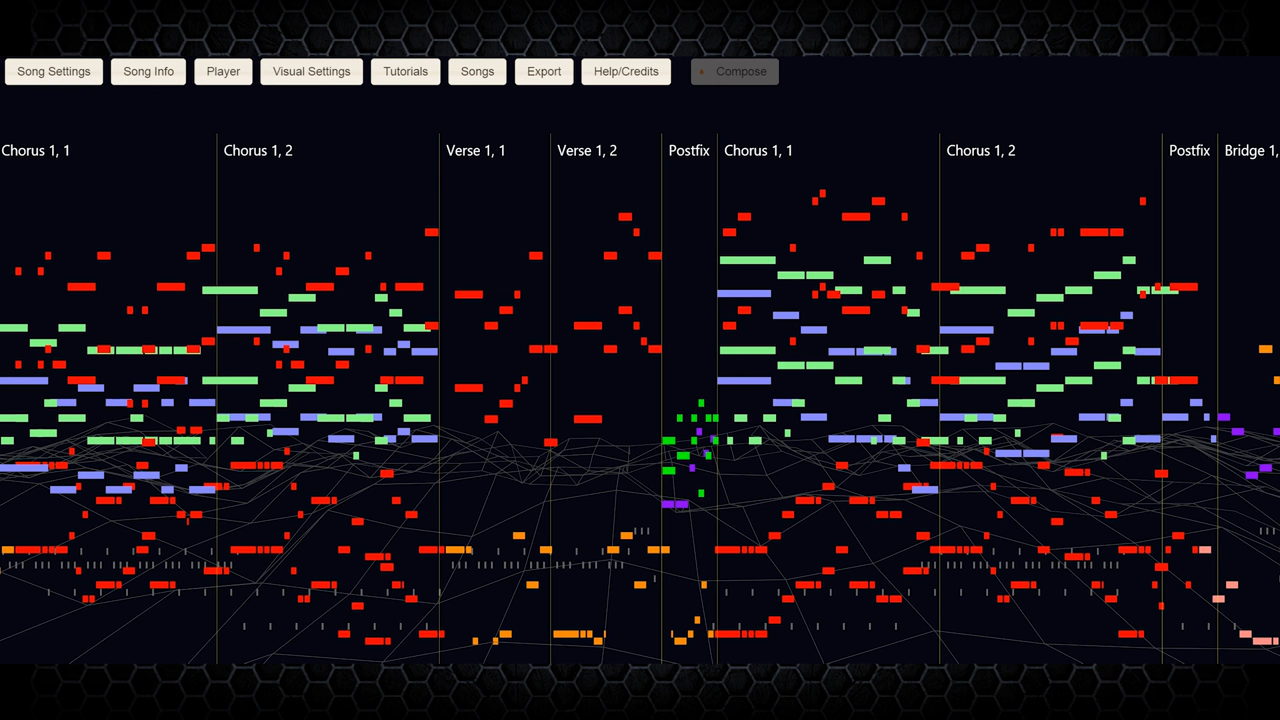 Song Settings Song Info Player Visual Settings Tutorials Songs Export Help/Credits Compose
Chorus 1, 1 Chorus 1, 2 Verse 1, 1 Verse 1, 2 Postfix Chorus 1, 1 Chorus 1, 2 Postfix Bridge 1,